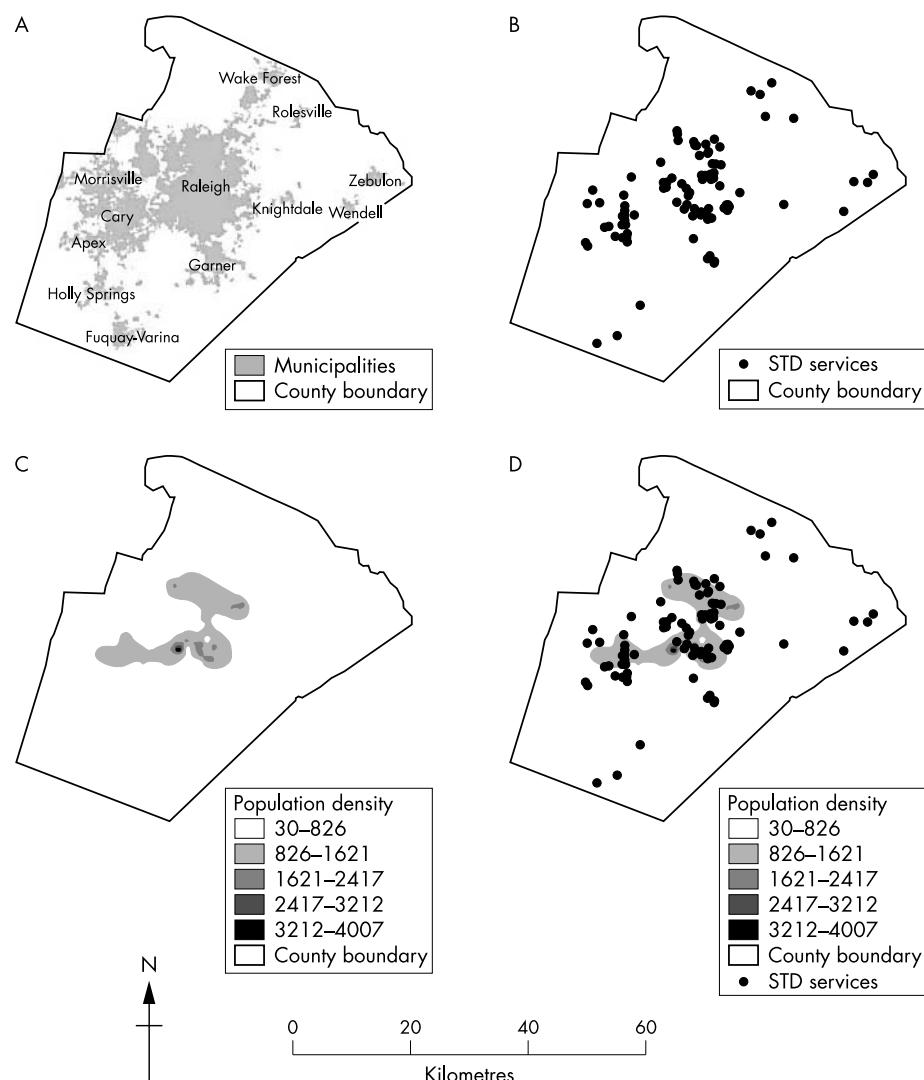 A
Wake Forest
Rolesville
Morrisville
Raleigh
Zebulon
Cary
Knightdale
Wendell
Apex
Garner
Holly Springs
Fuquay-Varina
Municipalities
County boundary
B
STD services
County boundary
C
Population density
30–826
826–1621
1621–2417
2417–3212
3212–4007
County boundary
D
Population density
30–826
826–1621
1621–2417
2417–3212
3212–4007
County boundary
STD services
N
0 20 40 60
Kilometres